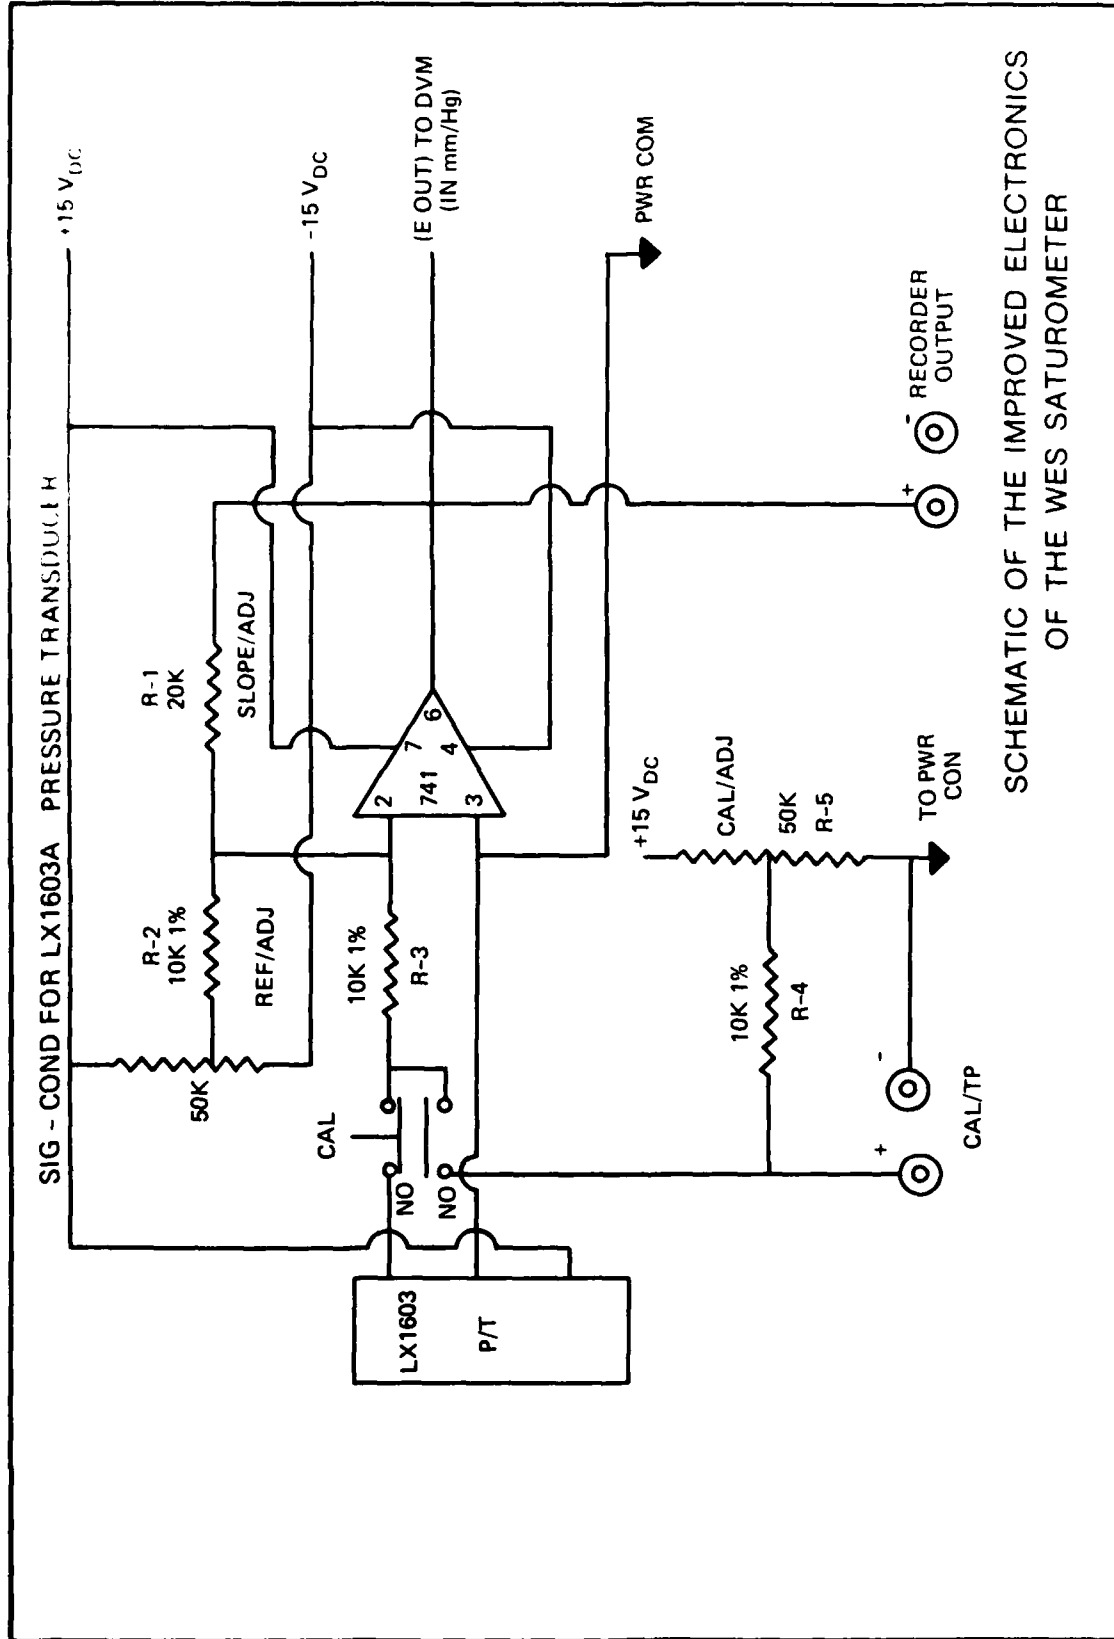 SIG - COND FOR LX1603A PRESSURE TRANSDUCER
+15 VDC
R-1
20K
SLOPE/ADJ
R-2
10K 1%
REF/ADJ
50K
-15 VDC
(E OUT) TO DVM
(IN mm/Hg)
CAL
NO
NO
10K 1%
R-3
2
741
3
7
6
4
LX1603
P/T
PWR COM
+15 VDC
CAL/ADJ
50K
R-5
10K 1%
R-4
TO PWR
CON
+
-
CAL/TP
+
-
RECORDER
OUTPUT
SCHEMATIC OF THE IMPROVED ELECTRONICS
OF THE WES SATUROMETER